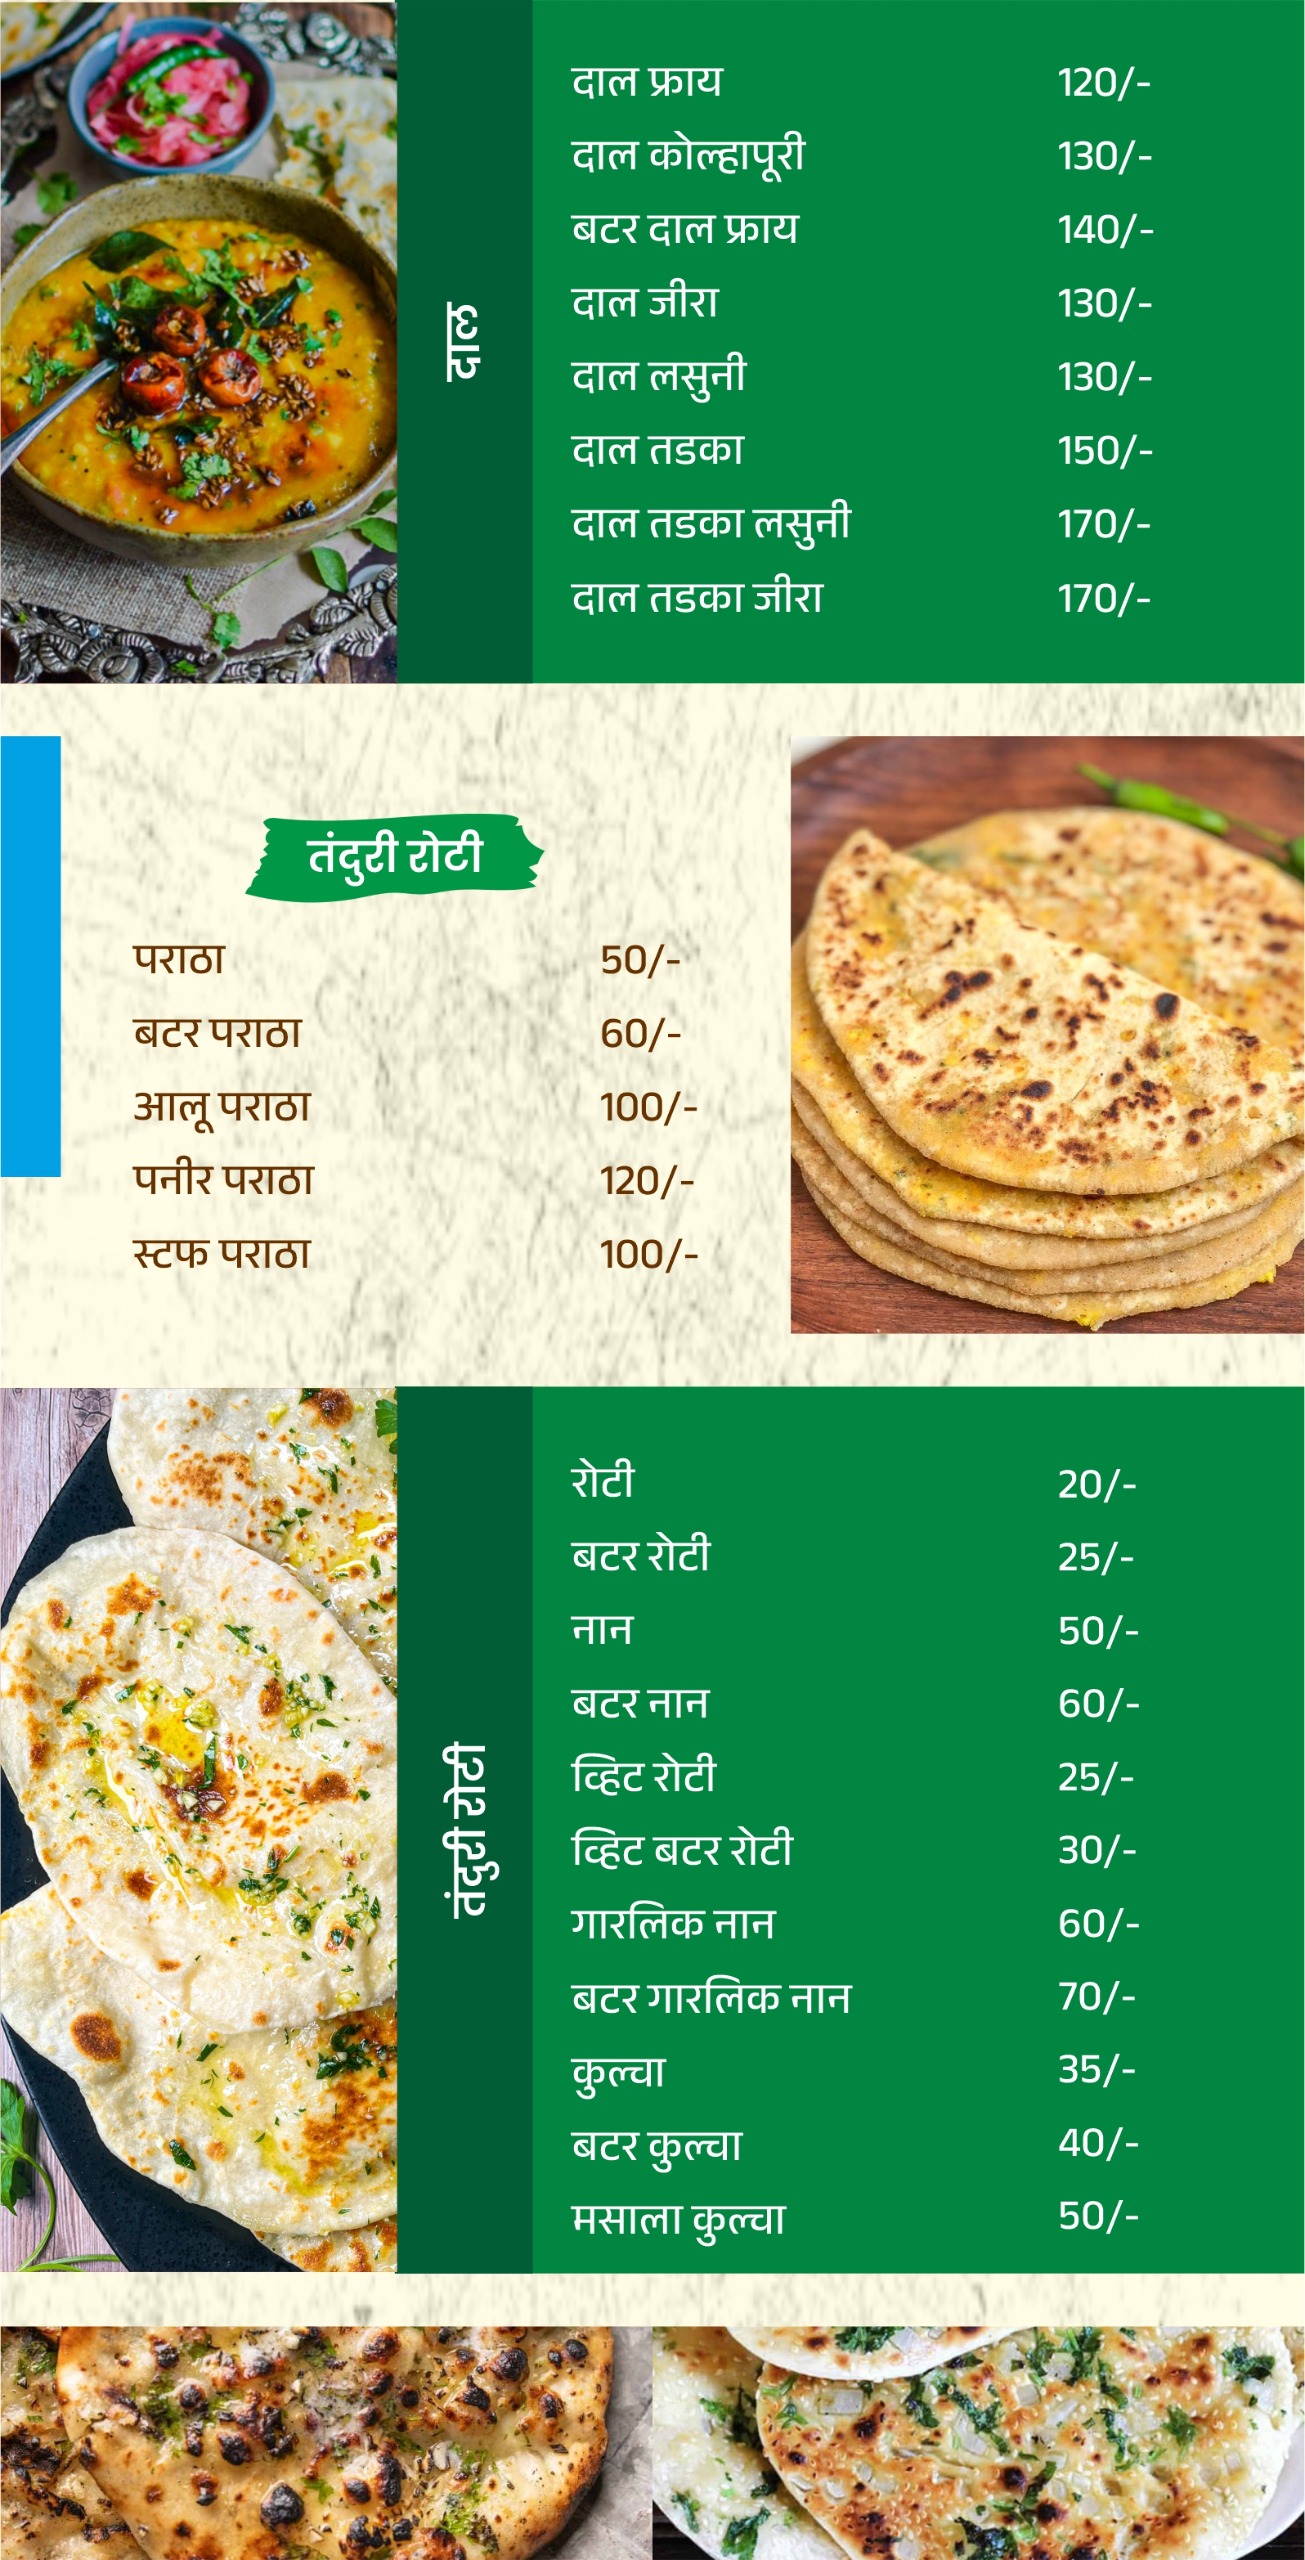 दाल
दाल फ्राय 120/-
दाल कोल्हापूरी 130/-
बटर दाल फ्राय 140/-
दाल जीरा 130/-
दाल लसुनी 130/-
दाल तडका 150/-
दाल तडका लसुनी 170/-
दाल तडका जीरा 170/-
तंदुरी रोटी
पराठा 50/-
बटर पराठा 60/-
आलू पराठा 100/-
पनीर पराठा 120/-
स्टफ पराठा 100/-
तंदुरी रोटी
रोटी 20/-
बटर रोटी 25/-
नान 50/-
बटर नान 60/-
व्हिट रोटी 25/-
व्हिट बटर रोटी 30/-
गारलिक नान 60/-
बटर गारलिक नान 70/-
कुल्चा 35/-
बटर कुल्चा 40/-
मसाला कुल्चा 50/-